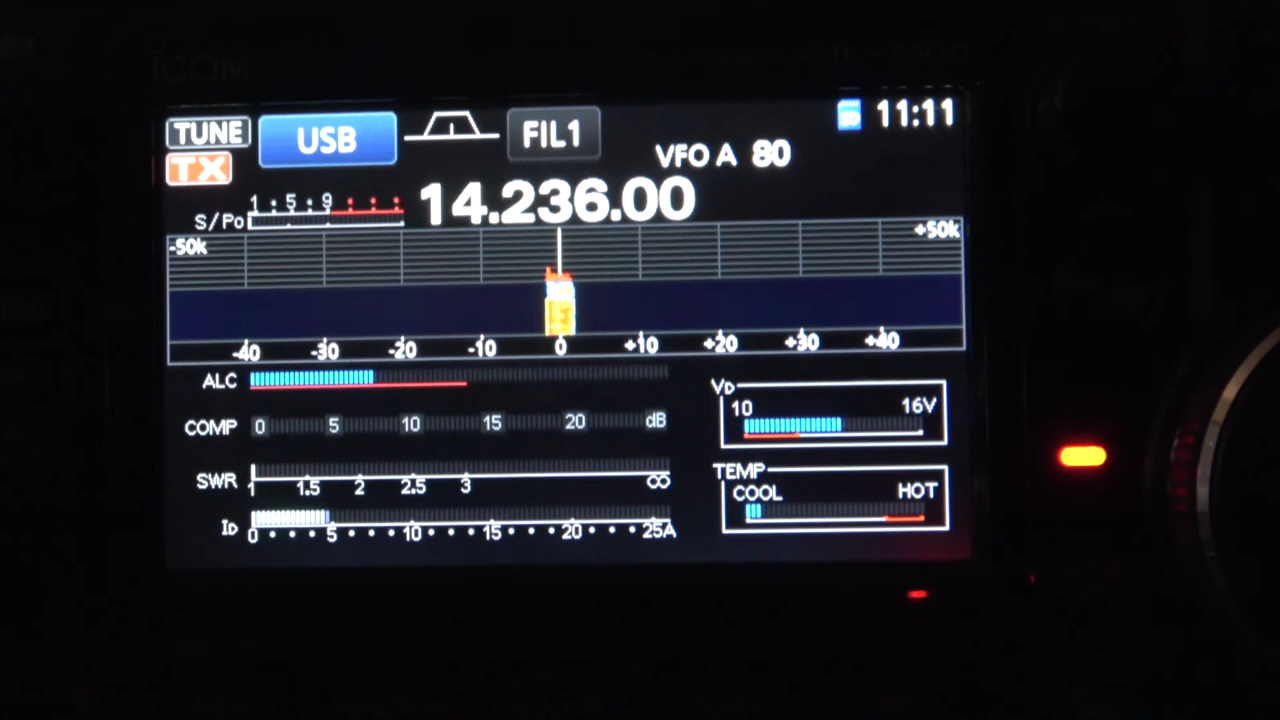 ICOM
TUNE USB FIL1 SD 11:11
TX VFO A 80
1 5 9
S/Po 14.236.00
-50k +50k
-40 -30 -20 -10 0 +10 +20 +30 +40
ALC
COMP 0 5 10 15 20 dB
SWR 1 1.5 2 2.5 3 ∞
ID 0 5 10 15 20 25A
VD
10 16V
TEMP
COOL HOT